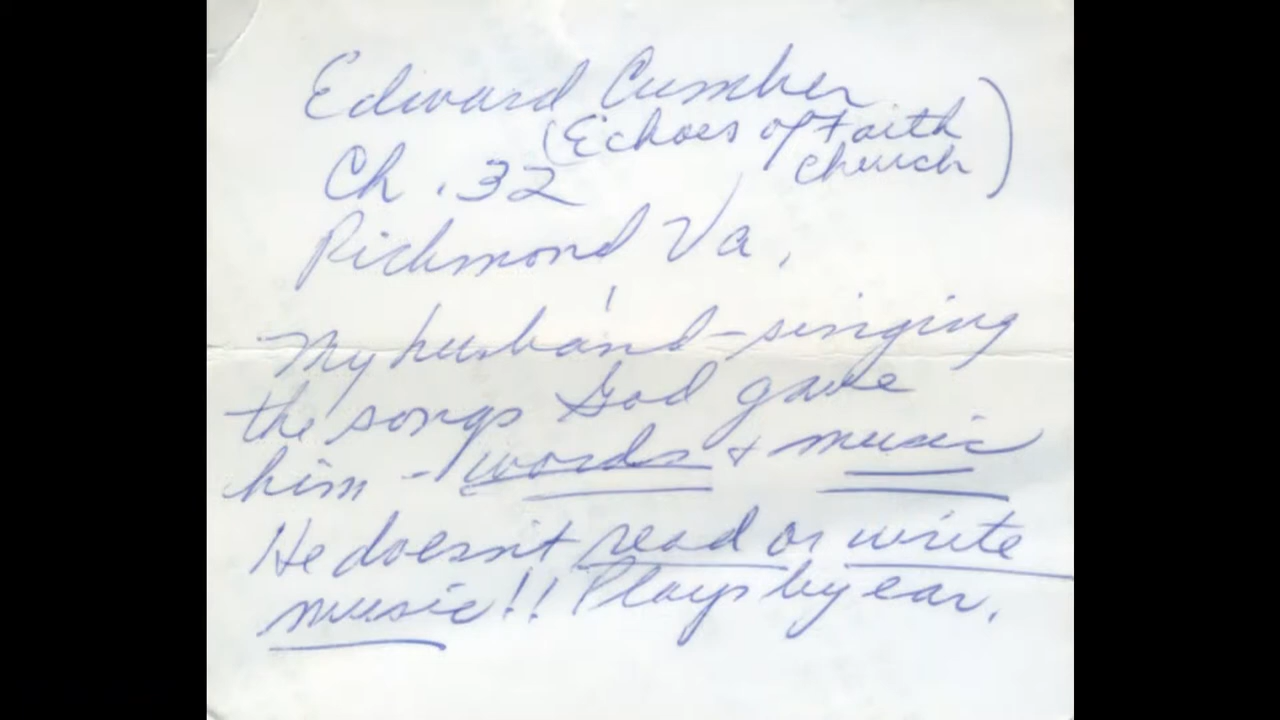 Edward Cumber
(Echoes of Faith
church)
Ch. 32
Richmond Va.
My husband - singing
the songs God gave
him - words & music
He doesn't read or write
music!! Plays by ear.